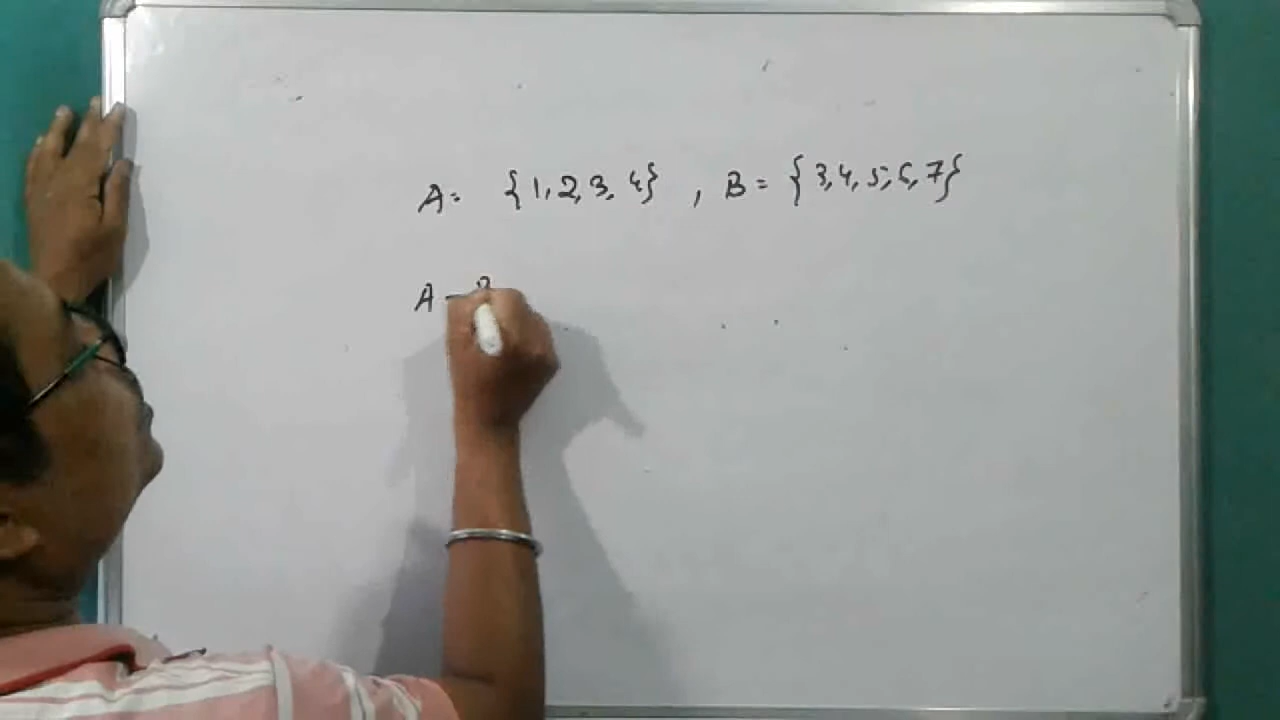 A = {1, 2, 3, 4} , B = {3, 4, 5, 6, 7}
A - B